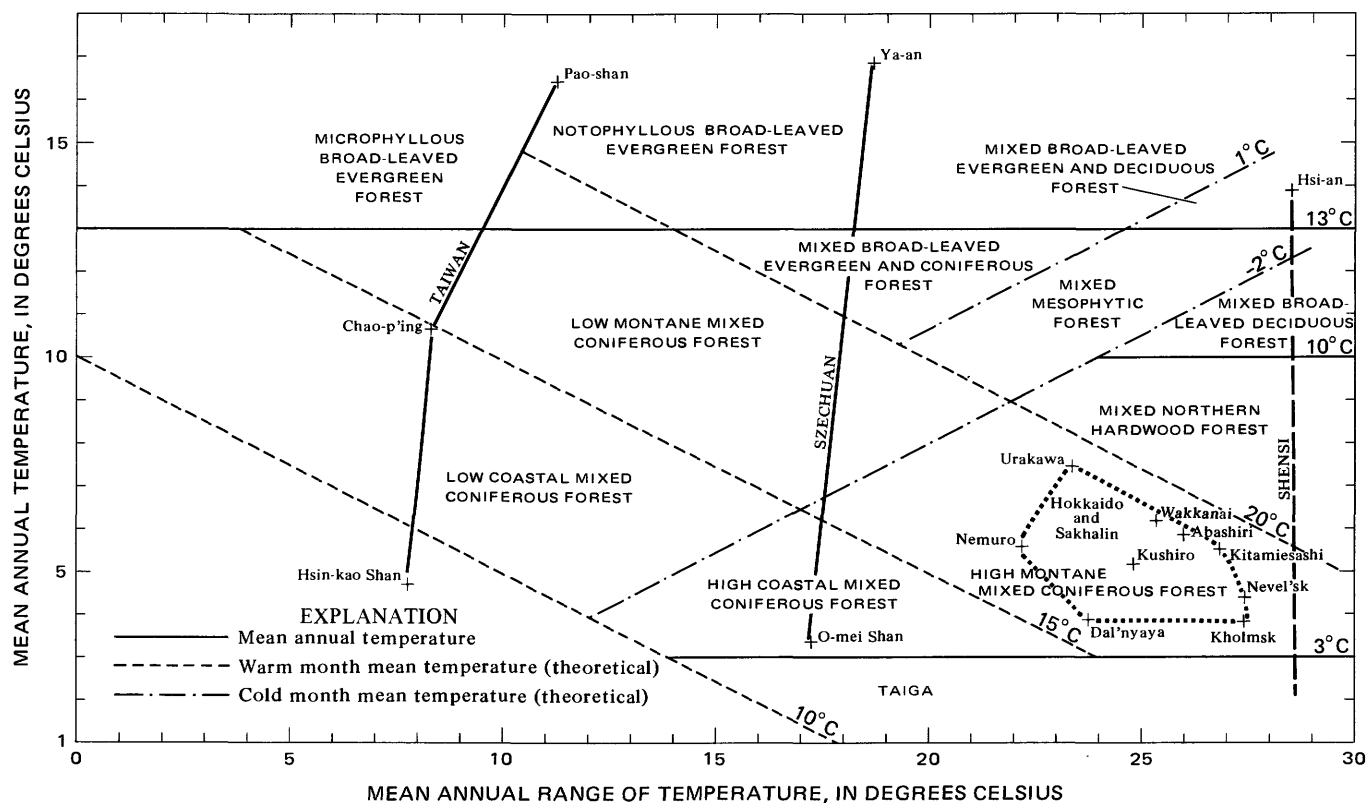 MEAN ANNUAL TEMPERATURE, IN DEGREES CELSIUS
15
10
5
1
Pao-shan
Ya-an
MICROPHYLLOUS
BROAD-LEAVED
EVERGREEN
FOREST
NOTOPHYLLOUS BROAD-LEAVED
EVERGREEN FOREST
MIXED BROAD-LEAVED
EVERGREEN AND DECIDUOUS
FOREST
1°C
Hsi-an
13°C
TAIWAN
MIXED BROAD-LEAVED
EVERGREEN AND CONIFEROUS
FOREST
-2°C
MIXED
MESOPHYTIC
FOREST
MIXED BROAD-
LEAVED DECIDUOUS
FOREST
10°C
Chao-p'ing
LOW MONTANE MIXED
CONIFEROUS FOREST
SZECHUAN
MIXED NORTHERN
HARDWOOD FOREST
SHENSI
LOW COASTAL MIXED
CONIFEROUS FOREST
Urakawa
Hokkaido
and
Sakhalin
Wakkanai
Abashiri
20°C
Nemuro
Kushiro
Kitamiesashi
Hsin-kao Shan
HIGH COASTAL MIXED
CONIFEROUS FOREST
HIGH MONTANE
MIXED CONIFEROUS FOREST
Nevel'sk
O-mei Shan
15°C
Dal'nyaya
Kholmsk
3°C
EXPLANATION
Mean annual temperature
Warm month mean temperature (theoretical)
Cold month mean temperature (theoretical)
TAIGA
10°C
0 5 10 15 20 25 30
MEAN ANNUAL RANGE OF TEMPERATURE, IN DEGREES CELSIUS